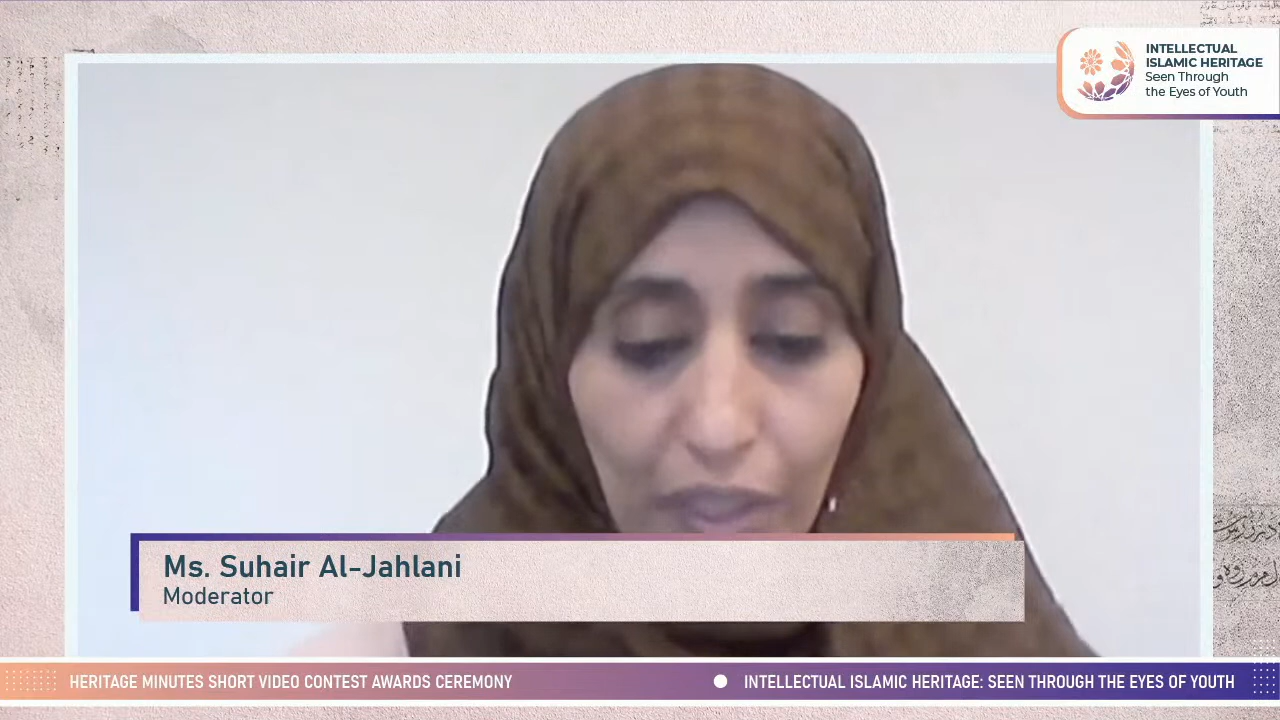 INTELLECTUAL
ISLAMIC HERITAGE
Seen Through
the Eyes of Youth
Ms. Suhair Al-Jahlani
Moderator
HERITAGE MINUTES SHORT VIDEO CONTEST AWARDS CEREMONY
INTELLECTUAL ISLAMIC HERITAGE: SEEN THROUGH THE EYES OF YOUTH